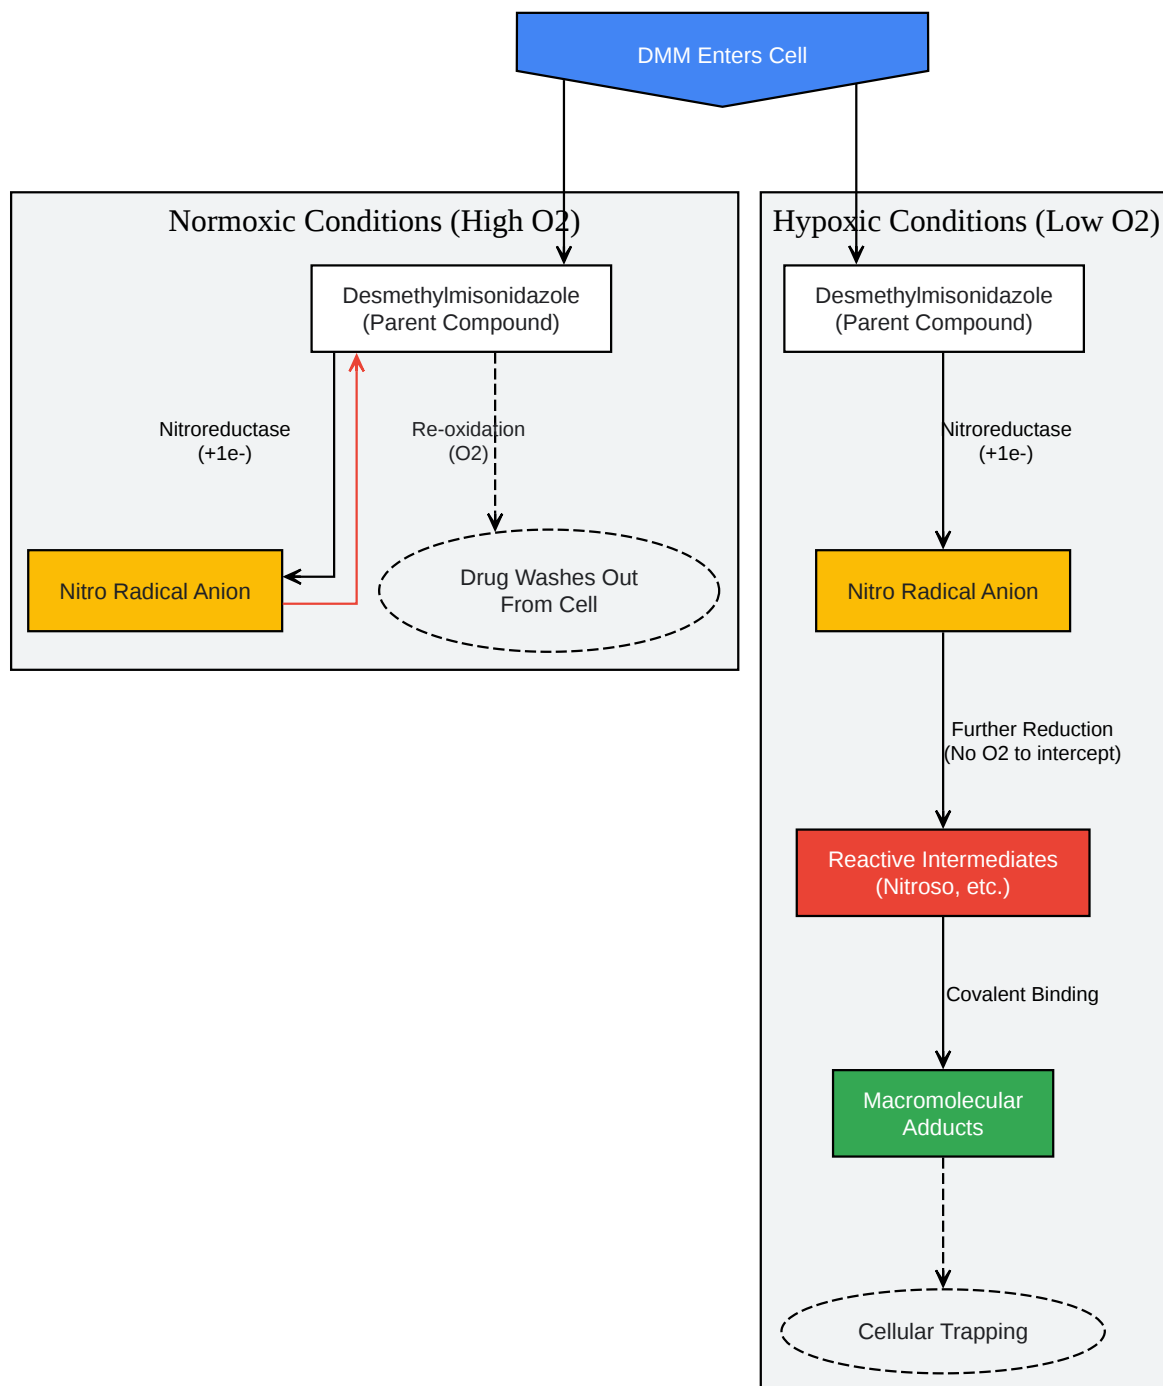 DMM Enters Cell
Normoxic Conditions (High O2)
Desmethylmisonidazole
(Parent Compound)
Nitroreductase
(+1e-)
Re-oxidation
(O2)
Nitro Radical Anion
Drug Washes Out
From Cell
Hypoxic Conditions (Low O2)
Desmethylmisonidazole
(Parent Compound)
Nitroreductase
(+1e-)
Nitro Radical Anion
Further Reduction
(No O2 to intercept)
Reactive Intermediates
(Nitroso, etc.)
Covalent Binding
Macromolecular
Adducts
Cellular Trapping